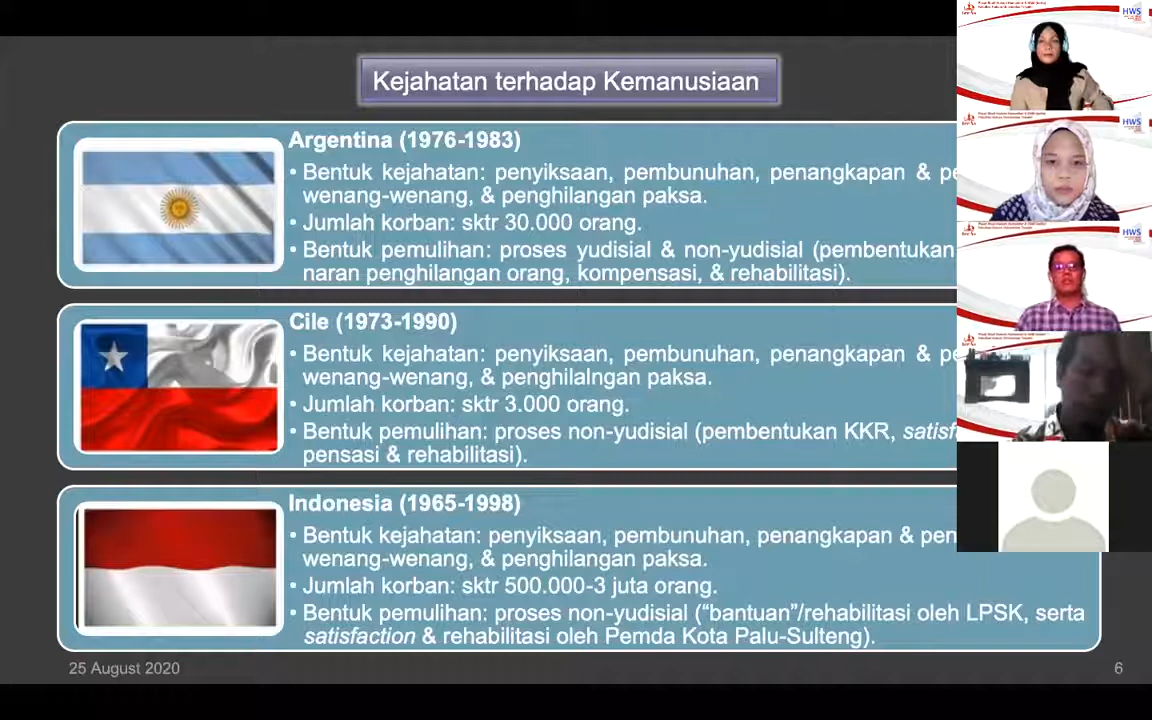 Kejahatan terhadap Kemanusiaan
Argentina (1976-1983)
• Bentuk kejahatan: penyiksaan, pembunuhan, penangkapan &
wenang-wenang, & penghilangan paksa.
• Jumlah korban: sktr 30.000 orang.
• Bentuk pemulihan: proses yudisial & non-yudisial (pembentukan
naran penghilangan orang, kompensasi, & rehabilitasi).
Cile (1973-1990)
• Bentuk kejahatan: penyiksaan, pembunuhan, penangkapan &
wenang-wenang, & penghilalngan paksa.
• Jumlah korban: sktr 3.000 orang.
• Bentuk pemulihan: proses non-yudisial (pembentukan KKR,
pensasi & rehabilitasi).
Indonesia (1965-1998)
• Bentuk kejahatan: penyiksaan, pembunuhan, penangkapan & pen
wenang-wenang, & penghilangan paksa.
• Jumlah korban: sktr 500.000-3 juta orang.
• Bentuk pemulihan: proses non-yudisial (“bantuan”/rehabilitasi oleh LPSK, serta
satisfaction & rehabilitasi oleh Pemda Kota Palu-Sulteng).
25 August 2020
6
HWS
HWS
HWS